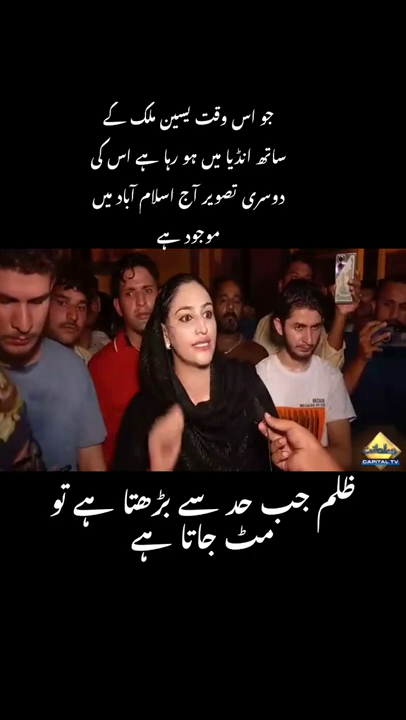 جو اس وقت یسین ملک کے
ساتھ انڈیا میں ہو رہا ہے اس کی
دوسری تصویر آج اسلام آباد میں
موجود ہے
CAPITAL TV
ظلم جب حد سے بڑھتا ہے تو
مٹ جاتا ہے